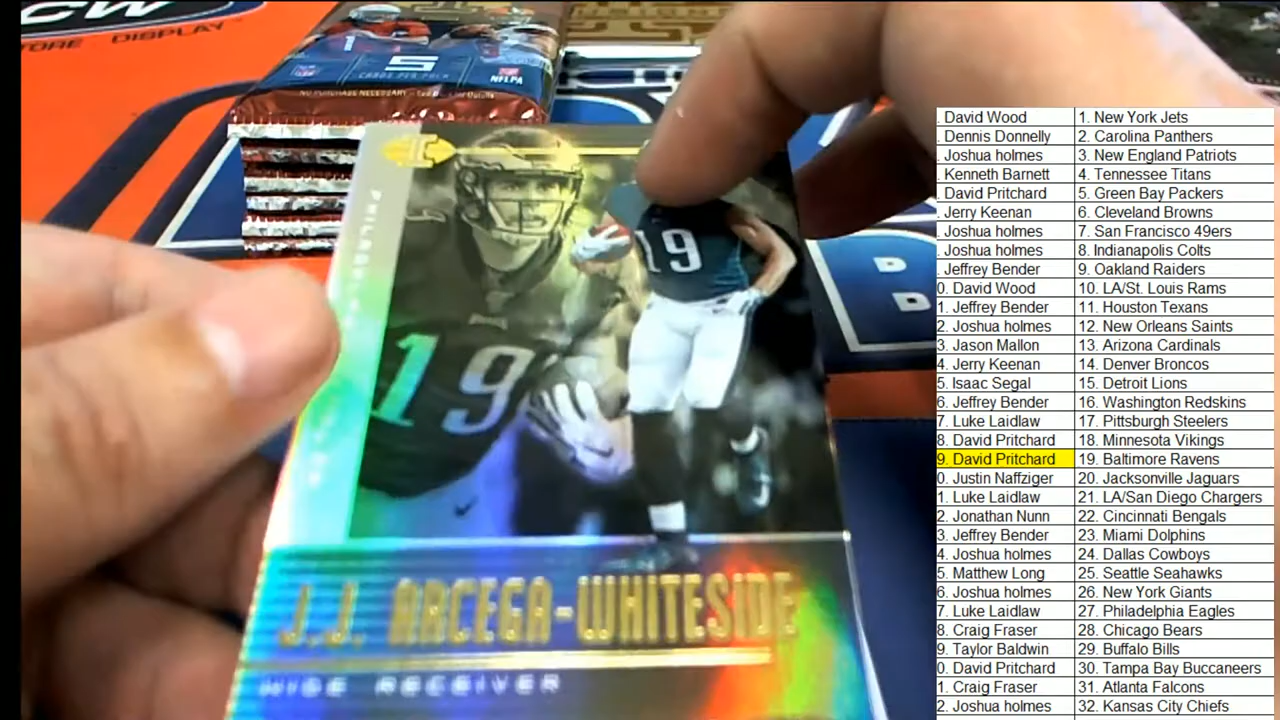 CW
STORE DISPLAY
1 5
CARDS PER PACK
NFL
NFLPA
NO PURCHASE NECESSARY
19
19
J.J. ARCEGA-WHITESIDE
WIDE RECEIVER
. David Wood 1. New York Jets
. Dennis Donnelly 2. Carolina Panthers
. Joshua holmes 3. New England Patriots
. Kenneth Barnett 4. Tennessee Titans
. David Pritchard 5. Green Bay Packers
. Jerry Keenan 6. Cleveland Browns
. Joshua holmes 7. San Francisco 49ers
. Joshua holmes 8. Indianapolis Colts
. Jeffrey Bender 9. Oakland Raiders
0. David Wood 10. LA/St. Louis Rams
1. Jeffrey Bender 11. Houston Texans
2. Joshua holmes 12. New Orleans Saints
3. Jason Mallon 13. Arizona Cardinals
4. Jerry Keenan 14. Denver Broncos
5. Isaac Segal 15. Detroit Lions
6. Jeffrey Bender 16. Washington Redskins
7. Luke Laidlaw 17. Pittsburgh Steelers
8. David Pritchard 18. Minnesota Vikings
9. David Pritchard 19. Baltimore Ravens
0. Justin Naffziger 20. Jacksonville Jaguars
1. Luke Laidlaw 21. LA/San Diego Chargers
2. Jonathan Nunn 22. Cincinnati Bengals
3. Jeffrey Bender 23. Miami Dolphins
4. Joshua holmes 24. Dallas Cowboys
5. Matthew Long 25. Seattle Seahawks
6. Joshua holmes 26. New York Giants
7. Luke Laidlaw 27. Philadelphia Eagles
8. Craig Fraser 28. Chicago Bears
9. Taylor Baldwin 29. Buffalo Bills
0. David Pritchard 30. Tampa Bay Buccaneers
1. Craig Fraser 31. Atlanta Falcons
2. Joshua holmes 32. Kansas City Chiefs